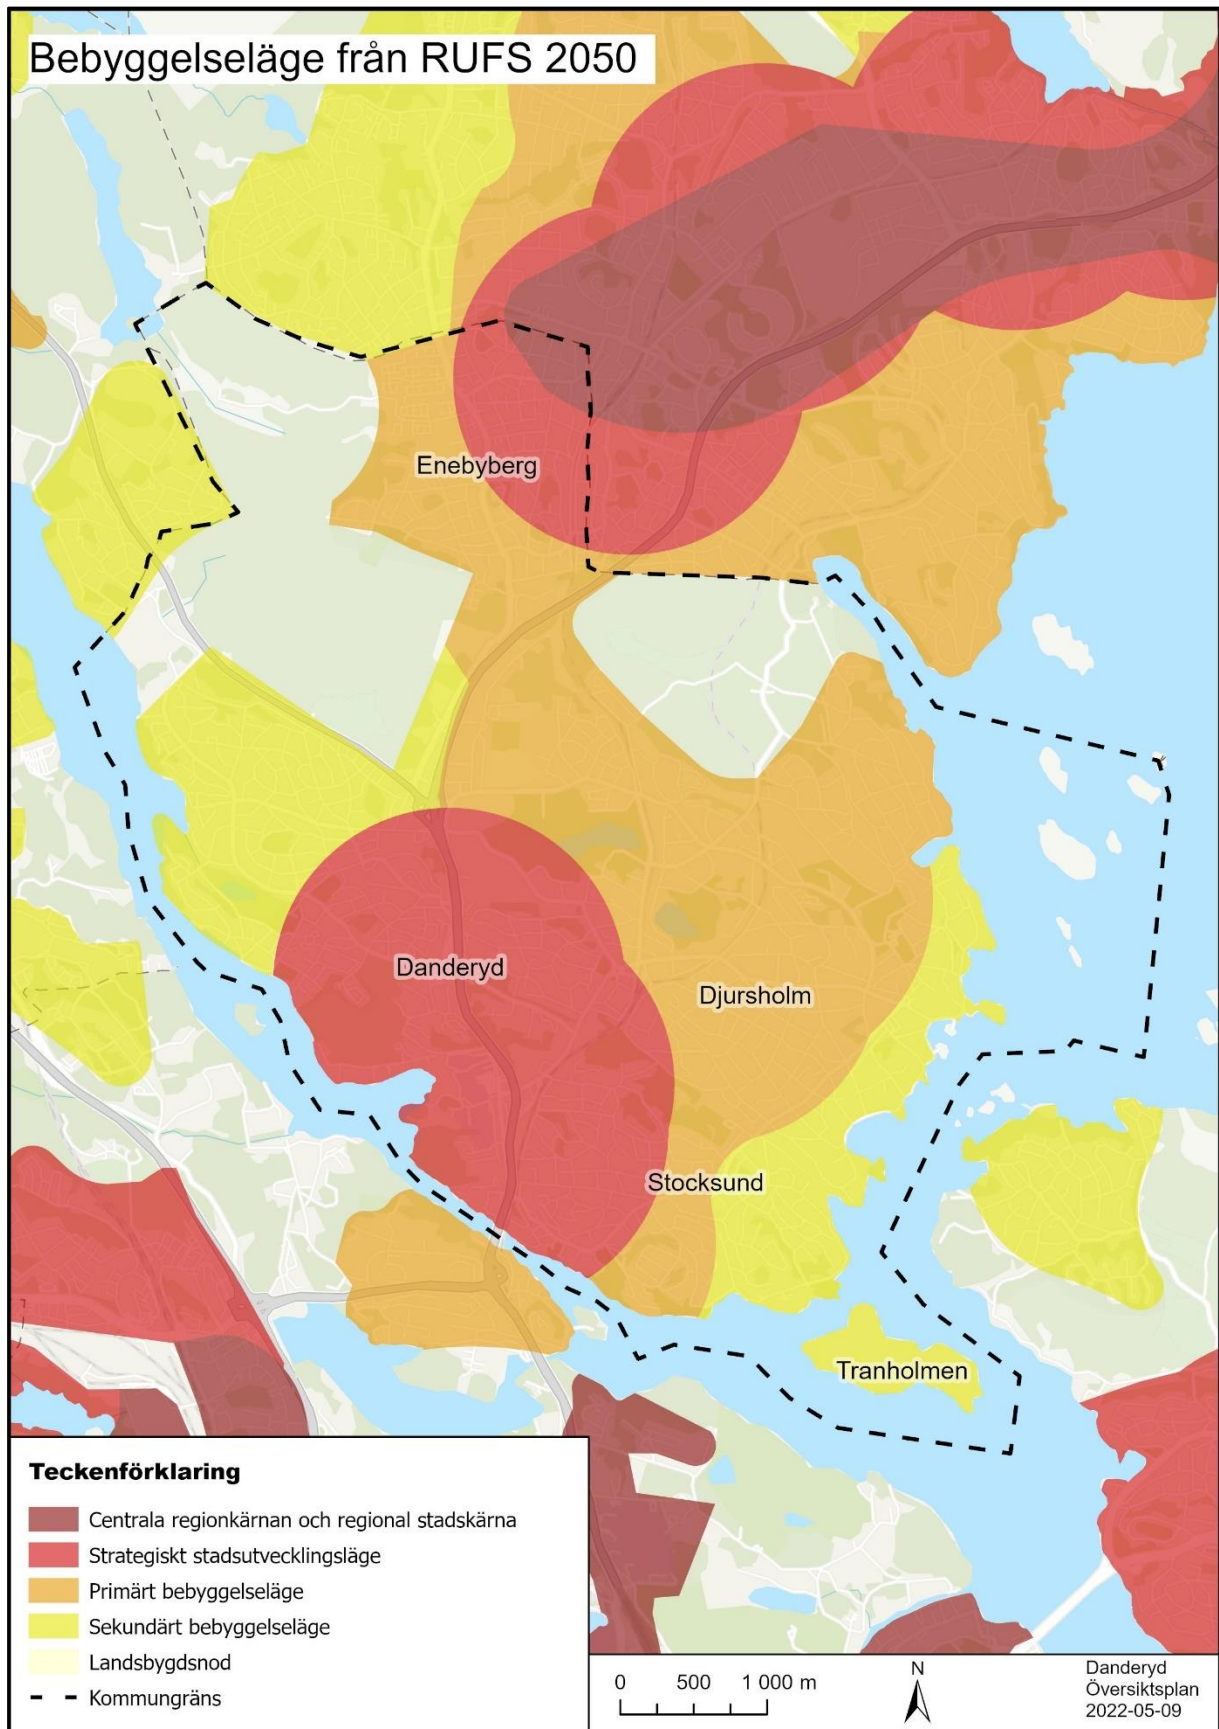 Bebyggelseläge från RUFS 2050
Enebyberg
Danderyd
Djursholm
Stocksund
Tranholmen
Teckenförklaring
Centrala regionkärnan och regional stadskärna
Strategiskt stadsutvecklingsläge
Primärt bebyggelseläge
Sekundärt bebyggelseläge
Landsbygdsnod
Kommungräns
0 500 1 000 m
N
Danderyd
Översiktsplan
2022-05-09